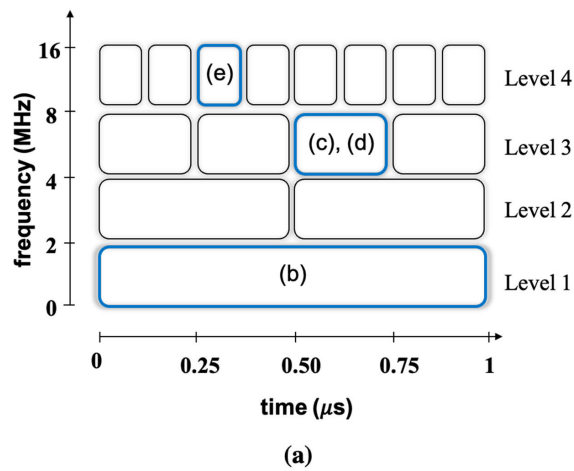 16
(e)
Level 4
8
(c), (d)
Level 3
4
Level 2
2
(b)
Level 1
0
frequency (MHz)
0 0.25 0.50 0.75 1
time (μs)
(a)